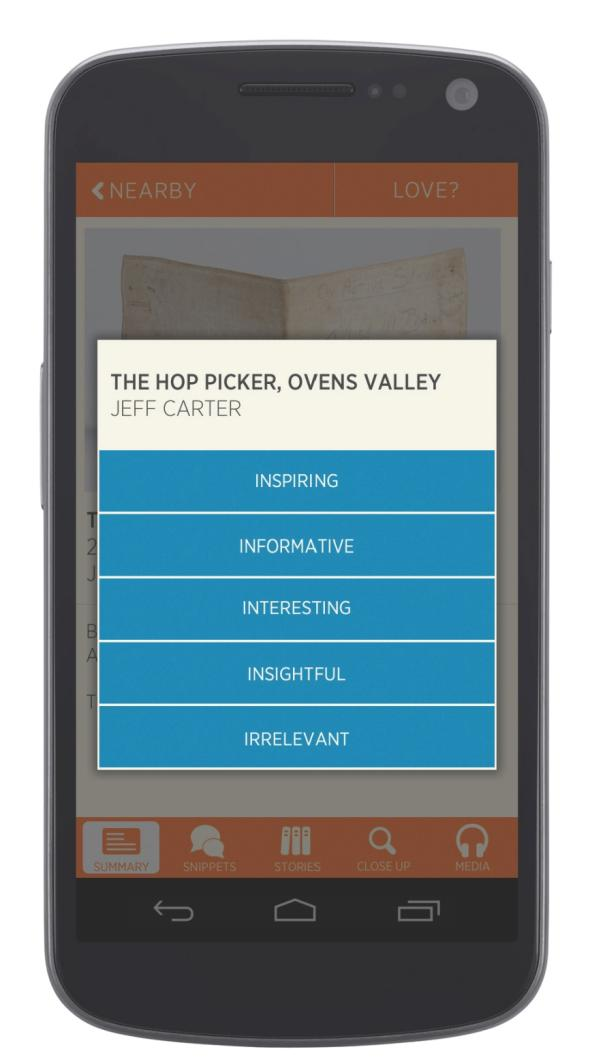 NEARBY
LOVE?
THE HOP PICKER, OVENS VALLEY
JEFF CARTER
INSPIRING
INFORMATIVE
INTERESTING
INSIGHTFUL
IRRELEVANT
T
2
J
B
A
T
SUMMARY
SNIPPETS
STORIES
CLOSE UP
MEDIA